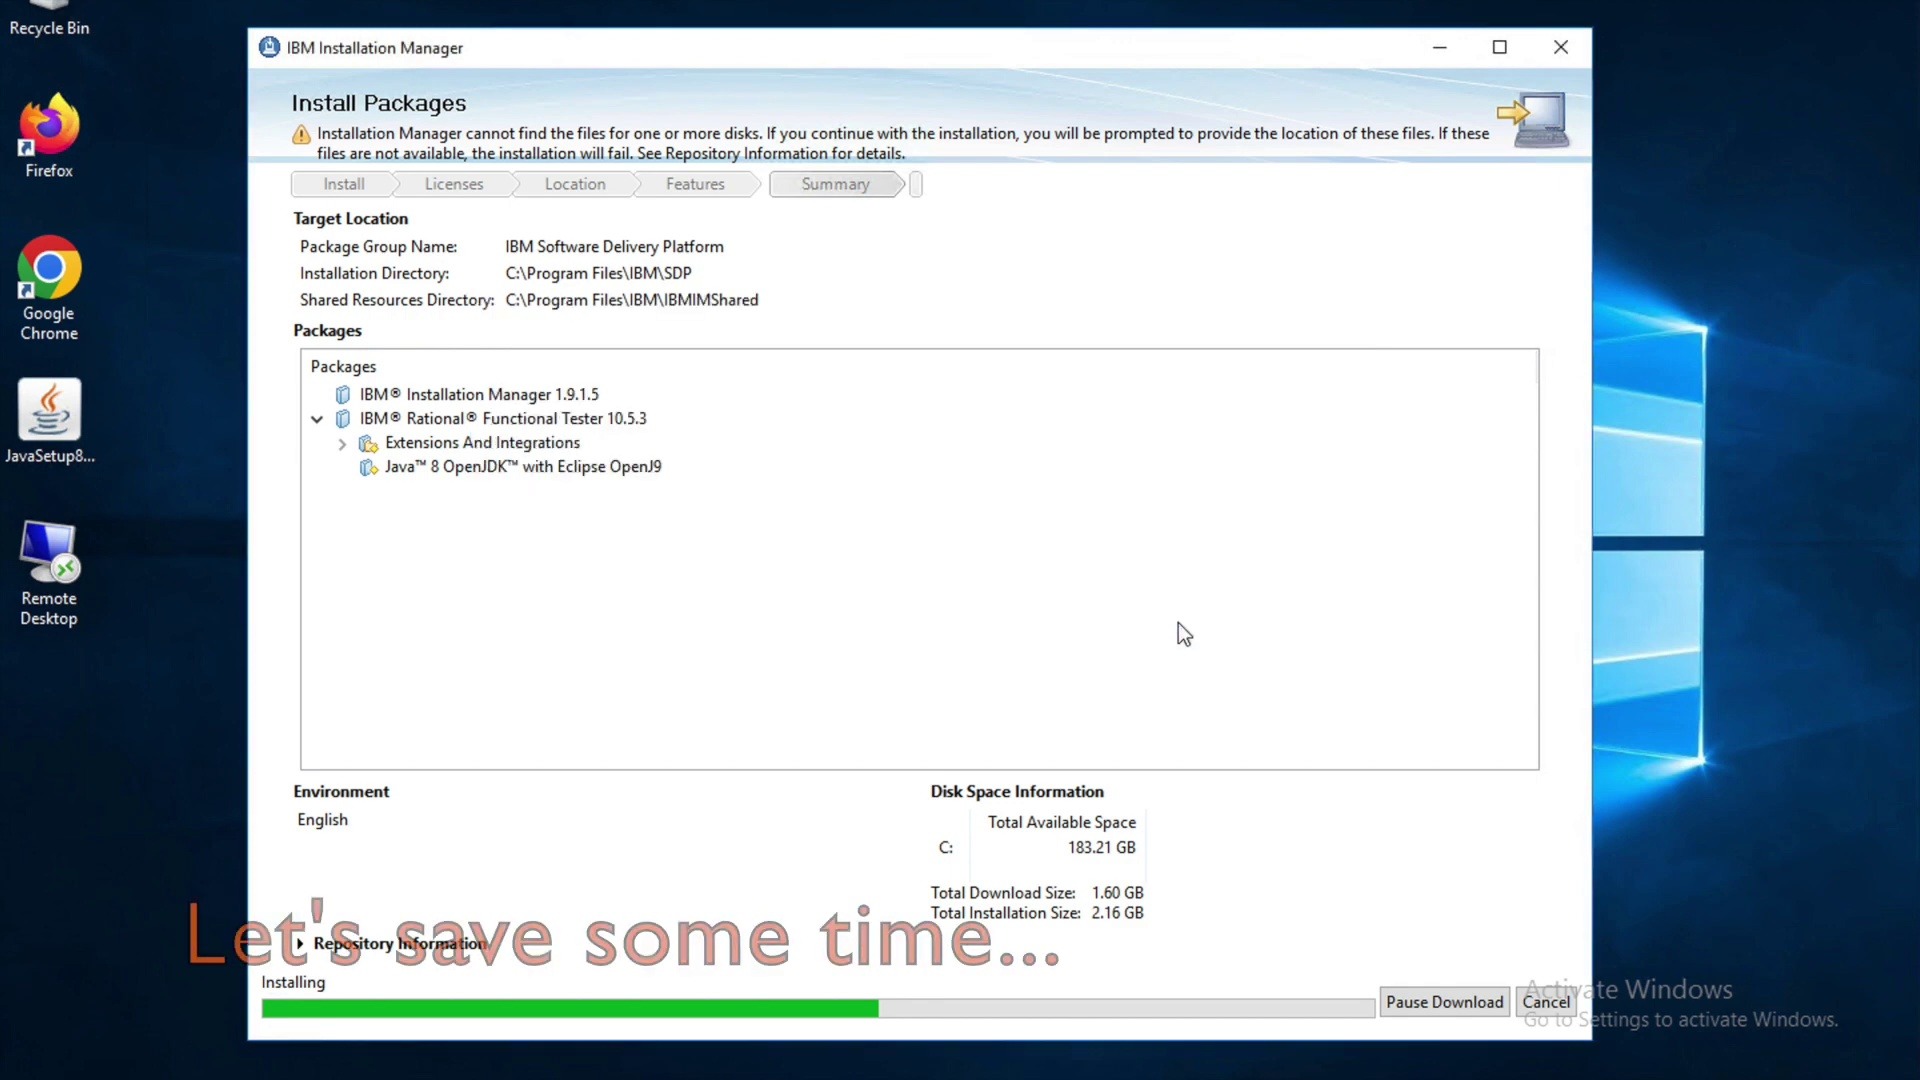 Recycle Bin
Firefox
Google
Chrome
JavaSetup8...
Remote
Desktop
IBM Installation Manager
Install Packages
Installation Manager cannot find the files for one or more disks. If you continue with the installation, you will be prompted to provide the location of these files. If these
files are not available, the installation will fail. See Repository Information for details.
Install
Licenses
Location
Features
Summary
Target Location
Package Group Name: IBM Software Delivery Platform
Installation Directory: C:\Program Files\IBM\SDP
Shared Resources Directory: C:\Program Files\IBM\IBMIMShared
Packages
Packages
IBM® Installation Manager 1.9.1.5
IBM® Rational® Functional Tester 10.5.3
Extensions And Integrations
Java™ 8 OpenJDK™ with Eclipse OpenJ9
Environment
English
Disk Space Information
Total Available Space
C: 183.21 GB
Total Download Size: 1.60 GB
Total Installation Size: 2.16 GB
Let's save some time...
Repository Information
Installing
Pause Download
Cancel
Activate Windows
Go to Settings to activate Windows.